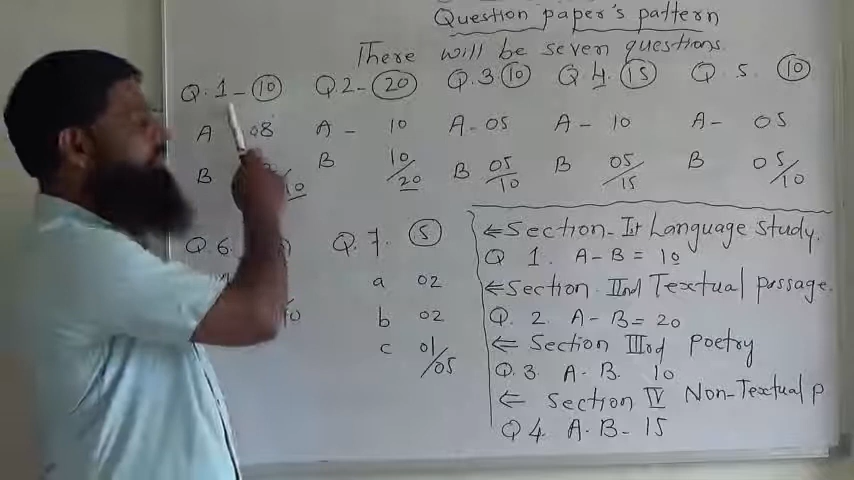 Question paper's pattern
There will be seven questions.
Q. 1 - 10 Q. 2 - 20 Q. 3 10 Q. 4. 15 Q. 5. 10
A 08 A - 10 A - 05 A - 10 A - 05
B 10 B 10/20 B 05/10 B 05/15 B 05/10
Q. 6. Q. 7. 5
a 02
b 02
c 01/05
⇐ Section - Ist Language study.
Q 1. A - B = 10
⇐ Section IInd Textual passage.
Q. 2. A - B = 20
⇐ Section IIIrd poetry
Q. 3 A - B. 10
⇐ Section IV Non-Textual p
Q 4. A - B - 15